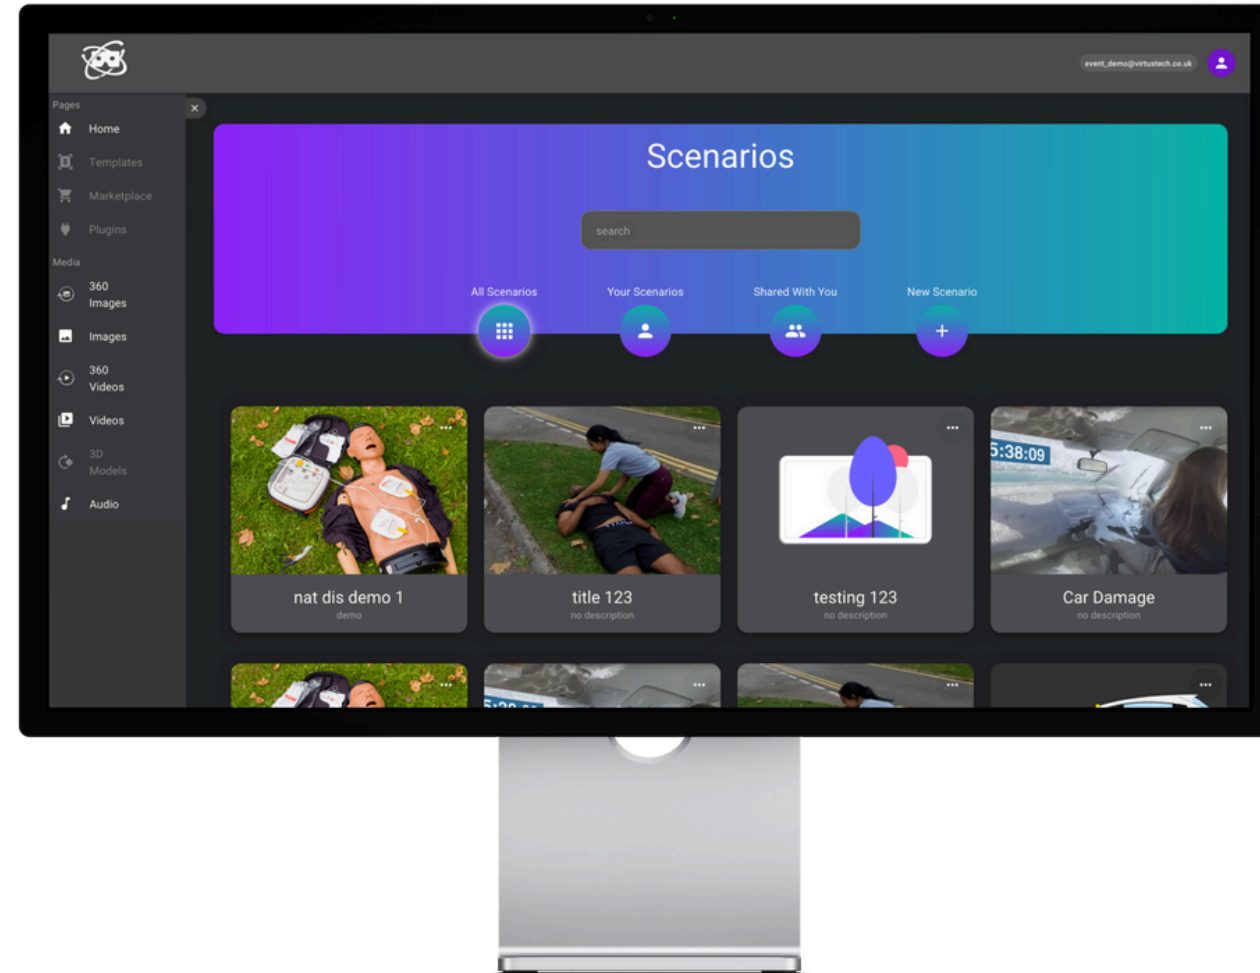 event_demo@virtustech.co.uk
Pages
Home
Templates
Marketplace
Plugins
Media
360
Images
Images
360
Videos
Videos
3D
Models
Audio
Scenarios
search
All Scenarios
Your Scenarios
Shared With You
New Scenario
5:38:09
nat dis demo 1
demo
title 123
no description
testing 123
no description
Car Damage
no description